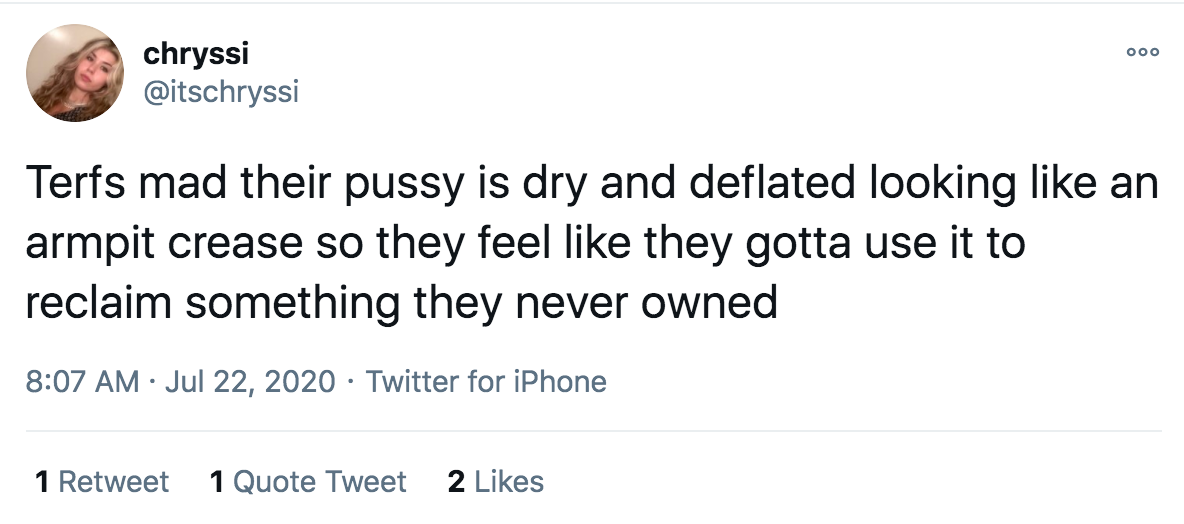 chryssi
@itschryssi
Terfs mad their pussy is dry and deflated looking like an
armpit crease so they feel like they gotta use it to
reclaim something they never owned
8:07 AM · Jul 22, 2020 · Twitter for iPhone
1 Retweet 1 Quote Tweet 2 Likes